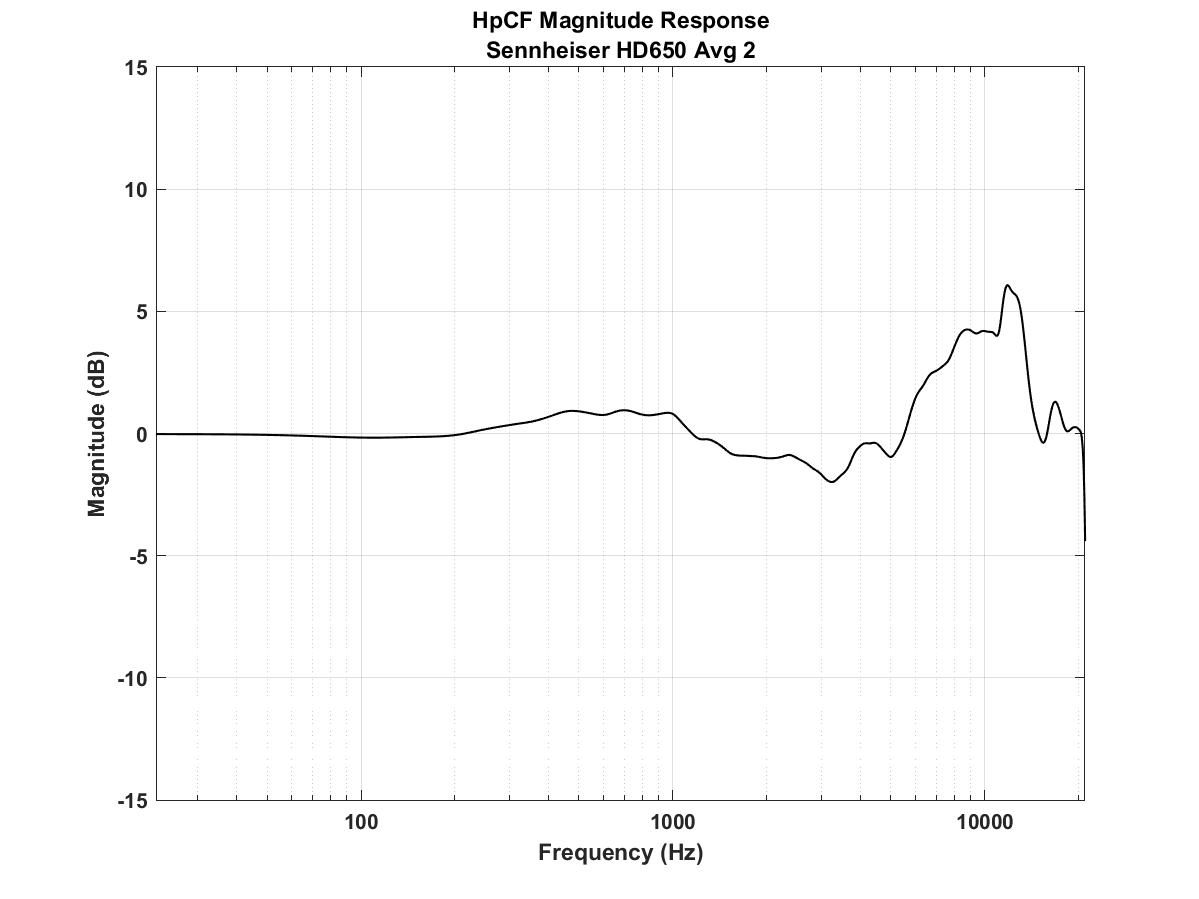 HpCF Magnitude Response
Sennheiser HD650 Avg 2
15
10
5
0
-5
-10
-15
Magnitude (dB)
100
1000
10000
Frequency (Hz)